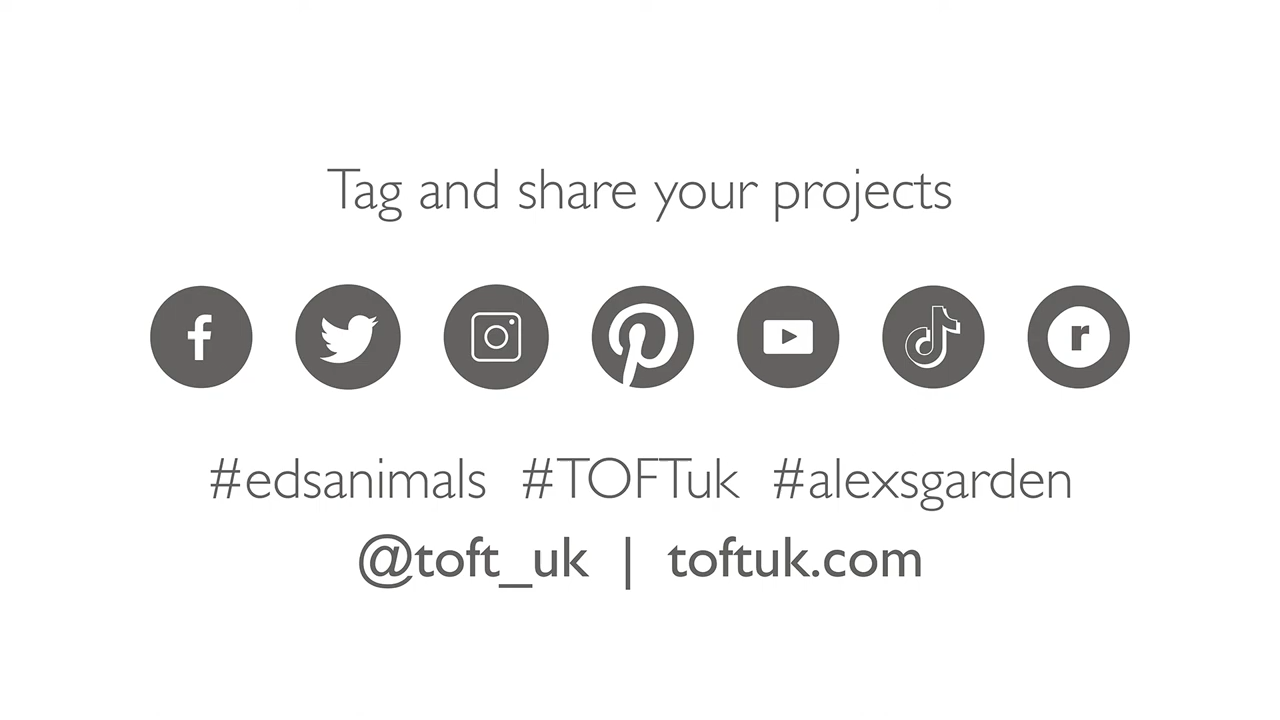 Tag and share your projects
f r
#edsanimals #TOFTuk #alexsgarden
@toft_uk | toftuk.com